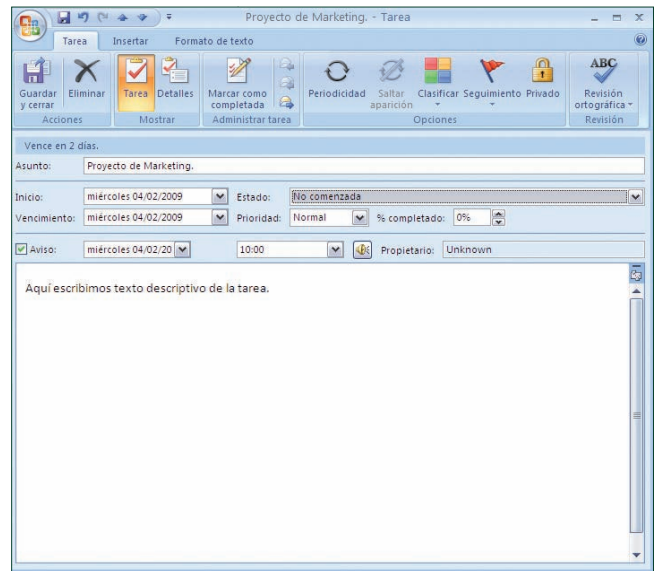 Proyecto de Marketing. - Tarea
Tarea Insertar Formato de texto
Guardar y cerrar
Eliminar
Acciones
Tarea
Detalles
Mostrar
Marcar como completada
Administrar tarea
Periodicidad
Saltar aparición
Clasificar
Seguimiento
Privado
Opciones
ABC
Revisión ortográfica
Revisión
Vence en 2 días.
Asunto: Proyecto de Marketing.
Inicio: miércoles 04/02/2009 Estado: No comenzada
Vencimiento: miércoles 04/02/2009 Prioridad: Normal % completado: 0%
Aviso: miércoles 04/02/20 10:00 Propietario: Unknown
Aquí escribimos texto descriptivo de la tarea.